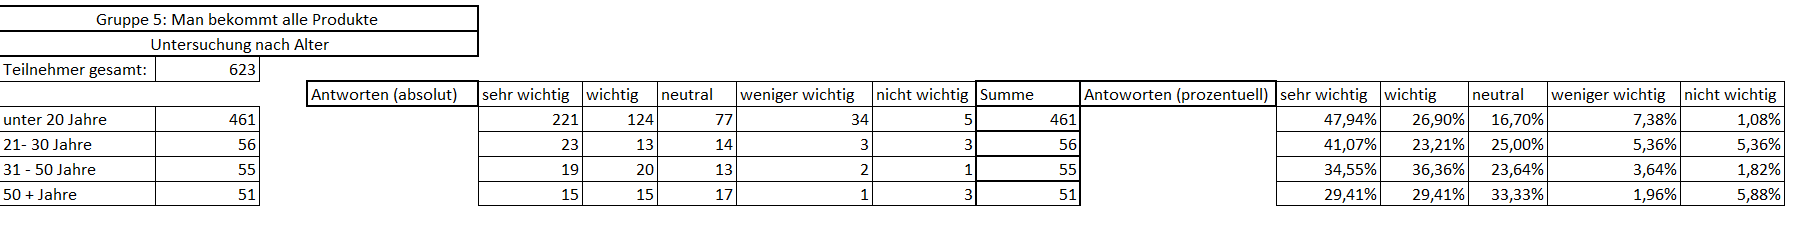 Gruppe 5: Man bekommt alle Produkte
Untersuchung nach Alter
Teilnehmer gesamt: 623
Antworten (absolut) sehr wichtig wichtig neutral weniger wichtig nicht wichtig Summe Antoworten (prozentuell) sehr wichtig wichtig neutral weniger wichtig nicht wichtig
unter 20 Jahre 461 221 124 77 34 5 461 47,94% 26,90% 16,70% 7,38% 1,08%
21- 30 Jahre 56 23 13 14 3 3 56 41,07% 23,21% 25,00% 5,36% 5,36%
31 - 50 Jahre 55 19 20 13 2 1 55 34,55% 36,36% 23,64% 3,64% 1,82%
50 + Jahre 51 15 15 17 1 3 51 29,41% 29,41% 33,33% 1,96% 5,88%